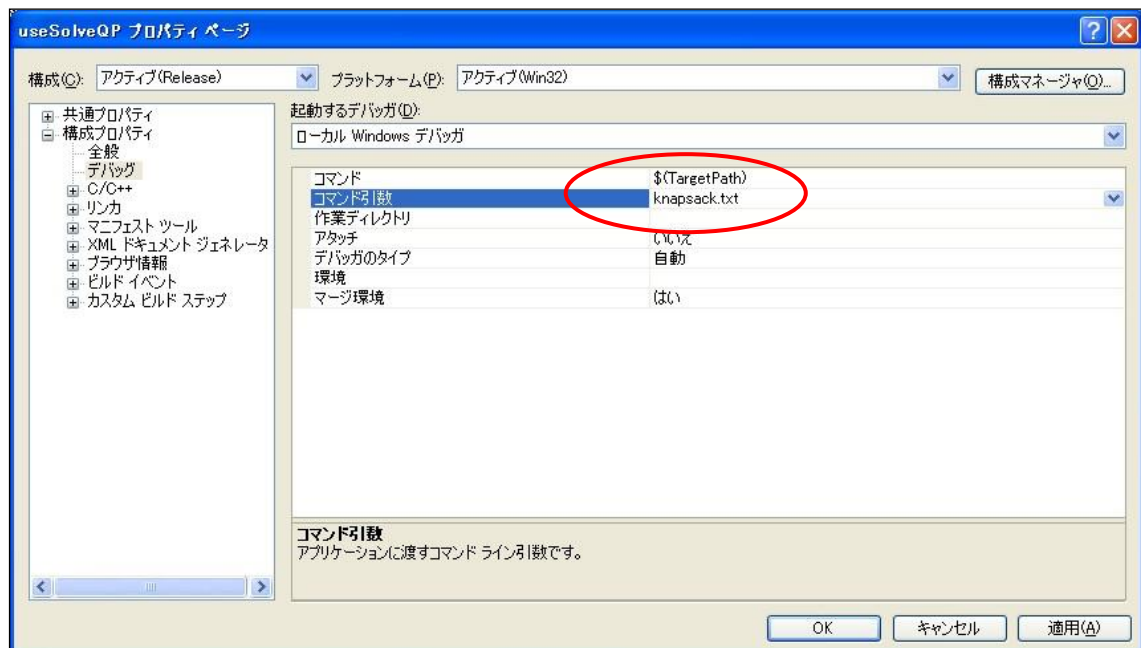 useSolveQP プロパティ ページ
構成(C): アクティブ(Release) プラットフォーム(P): アクティブ(Win32) 構成マネージャ(O)...
共通プロパティ
構成プロパティ
全般
デバッグ
C/C++
リンカ
マニフェスト ツール
XML ドキュメント ジェネレータ
ブラウザ情報
ビルド イベント
カスタム ビルド ステップ
起動するデバッガ(D):
ローカル Windows デバッガ
コマンド $(TargetPath)
コマンド引数 knapsack.txt
作業ディレクトリ
アタッチ いいえ
デバッガのタイプ 自動
環境
マージ環境 はい
コマンド引数
アプリケーションに渡すコマンド ライン引数です。
OK キャンセル 適用(A)